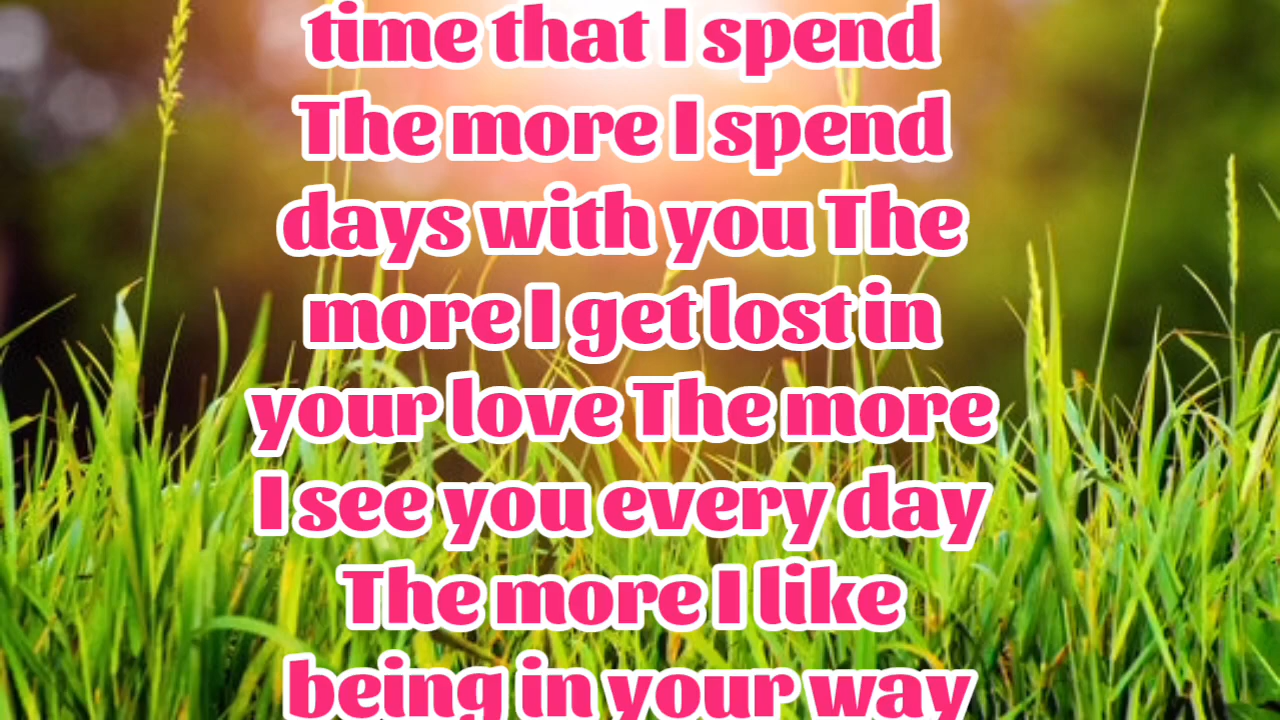 time that I spend
The more I spend
days with you The
more I get lost in
your love The more
I see you every day
The more I like
being in your way